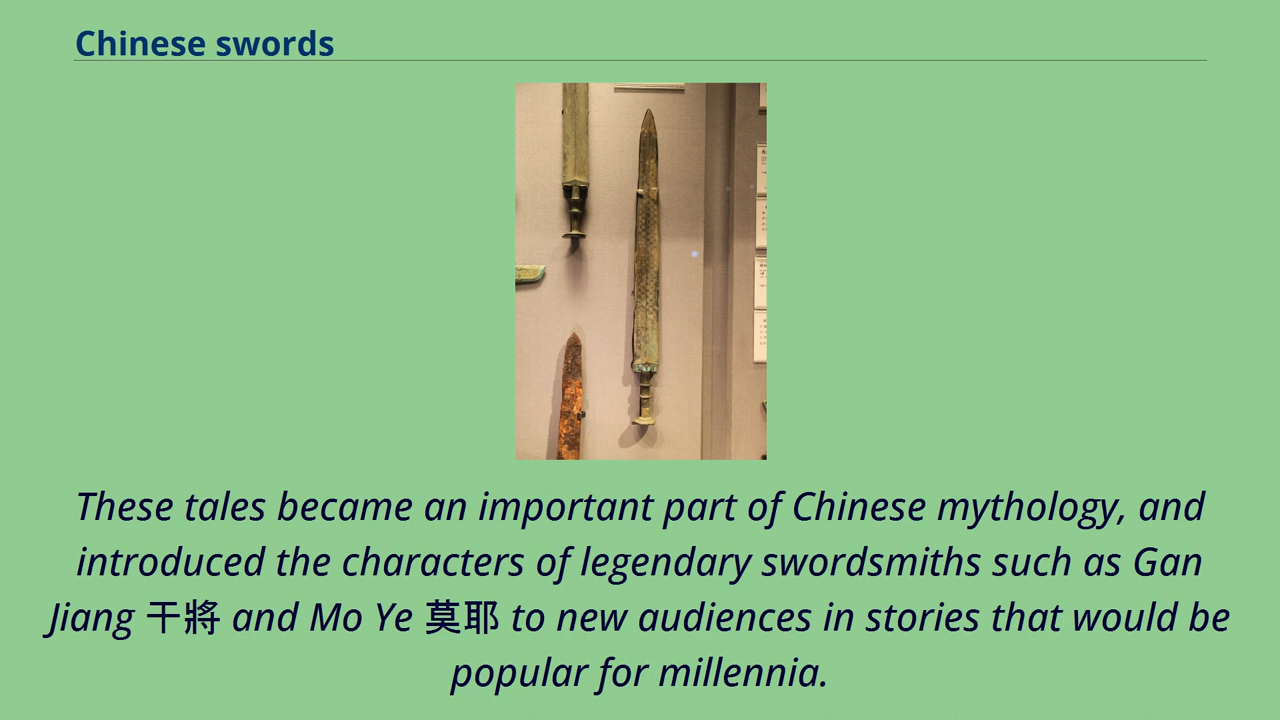 Chinese swords
These tales became an important part of Chinese mythology, and
introduced the characters of legendary swordsmiths such as Gan
Jiang 干將 and Mo Ye 莫耶 to new audiences in stories that would be
popular for millennia.